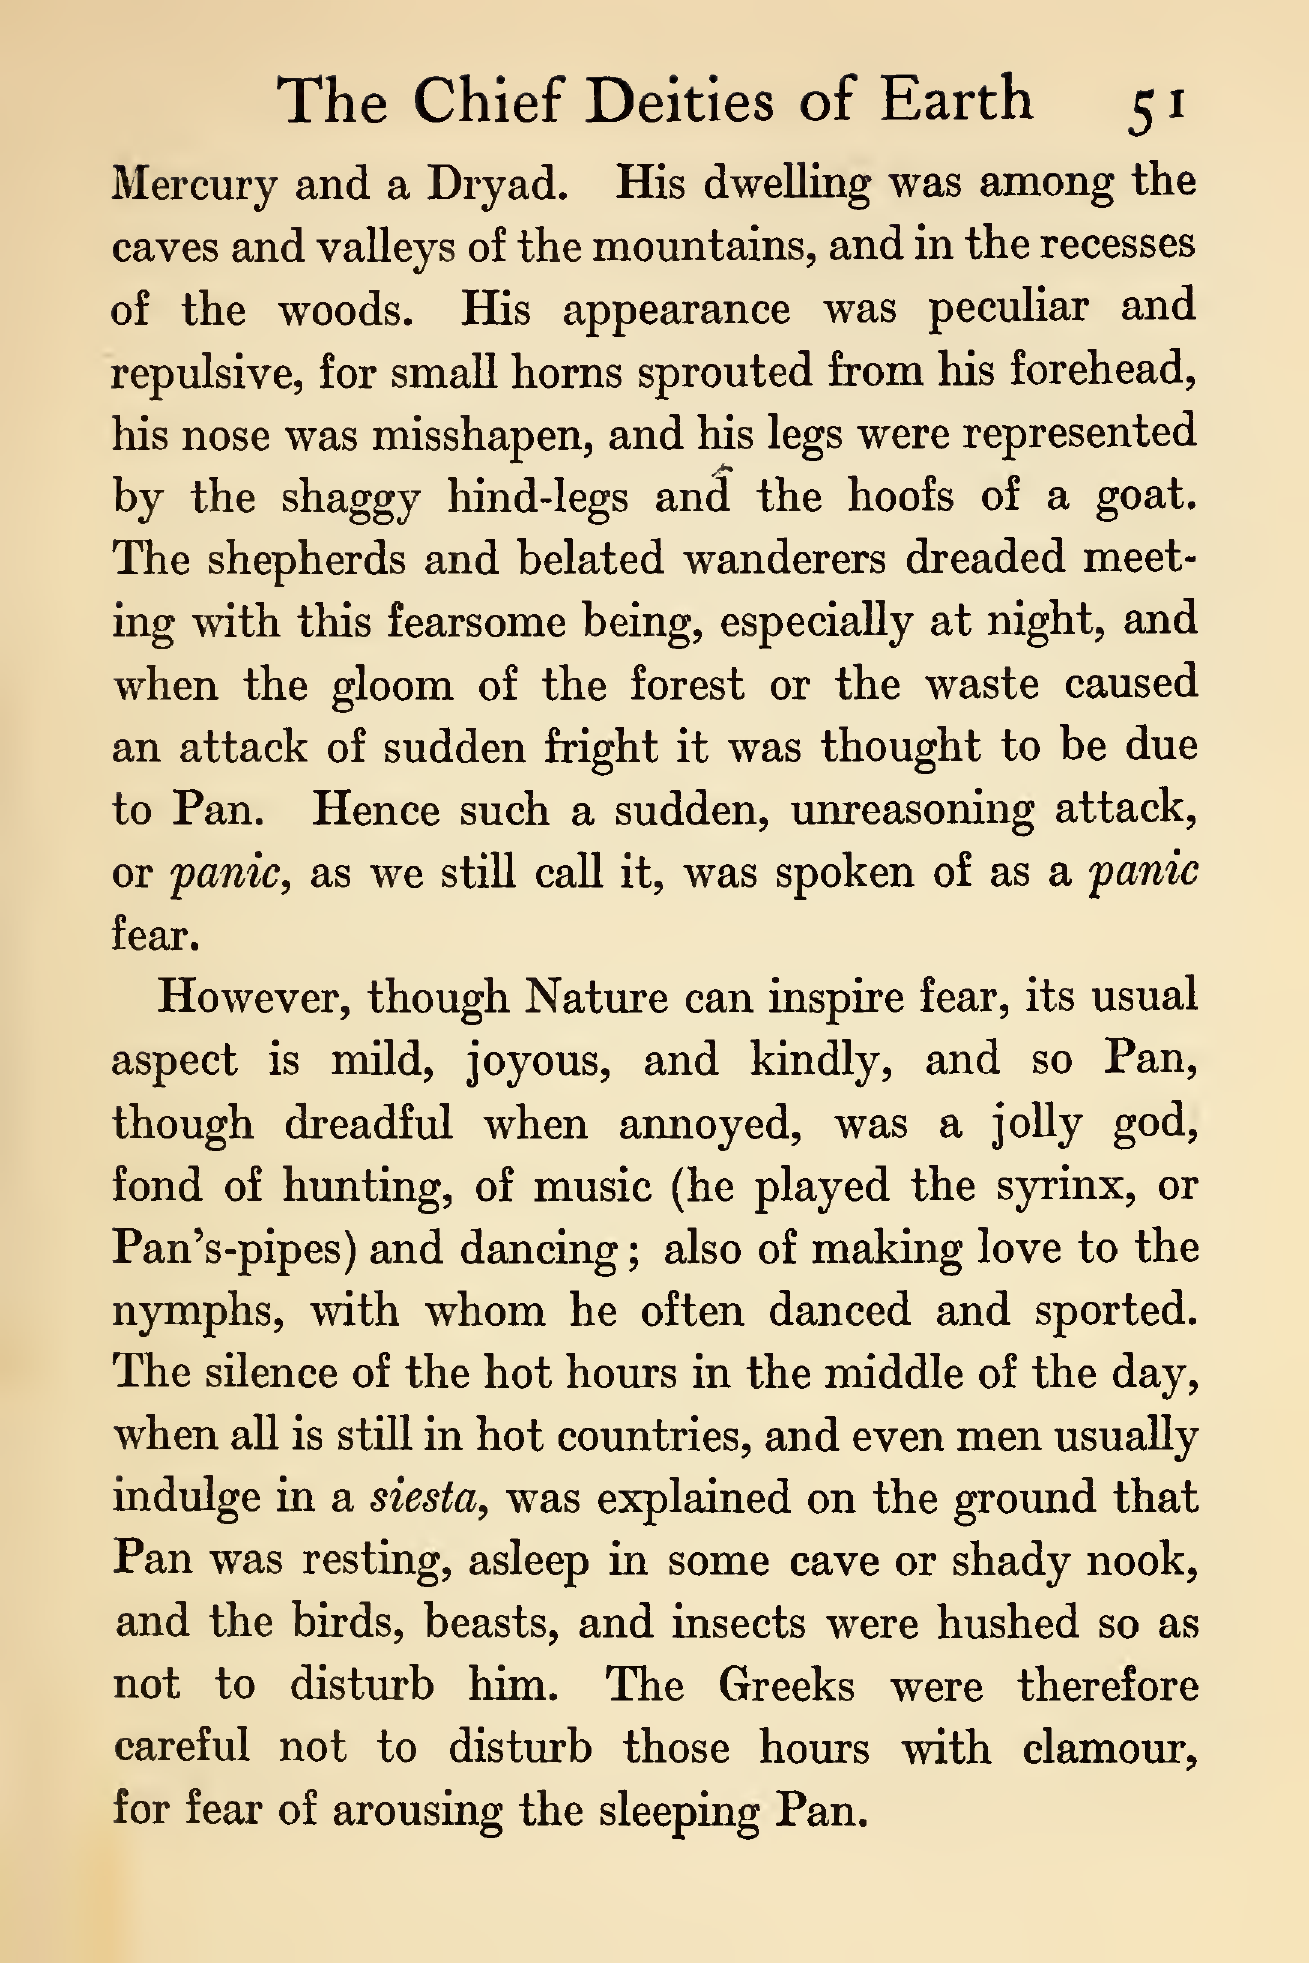 The Chief Deities of Earth 51
Mercury and a Dryad. His dwelling was among the
caves and valleys of the mountains, and in the recesses
of the woods. His appearance was peculiar and
repulsive, for small horns sprouted from his forehead,
his nose was misshapen, and his legs were represented
by the shaggy hind-legs and the hoofs of a goat.
The shepherds and belated wanderers dreaded meet-
ing with this fearsome being, especially at night, and
when the gloom of the forest or the waste caused
an attack of sudden fright it was thought to be due
to Pan. Hence such a sudden, unreasoning attack,
or panic, as we still call it, was spoken of as a panic
fear.
However, though Nature can inspire fear, its usual
aspect is mild, joyous, and kindly, and so Pan,
though dreadful when annoyed, was a jolly god,
fond of hunting, of music (he played the syrinx, or
Pan's-pipes) and dancing; also of making love to the
nymphs, with whom he often danced and sported.
The silence of the hot hours in the middle of the day,
when all is still in hot countries, and even men usually
indulge in a siesta, was explained on the ground that
Pan was resting, asleep in some cave or shady nook,
and the birds, beasts, and insects were hushed so as
not to disturb him. The Greeks were therefore
careful not to disturb those hours with clamour,
for fear of arousing the sleeping Pan.